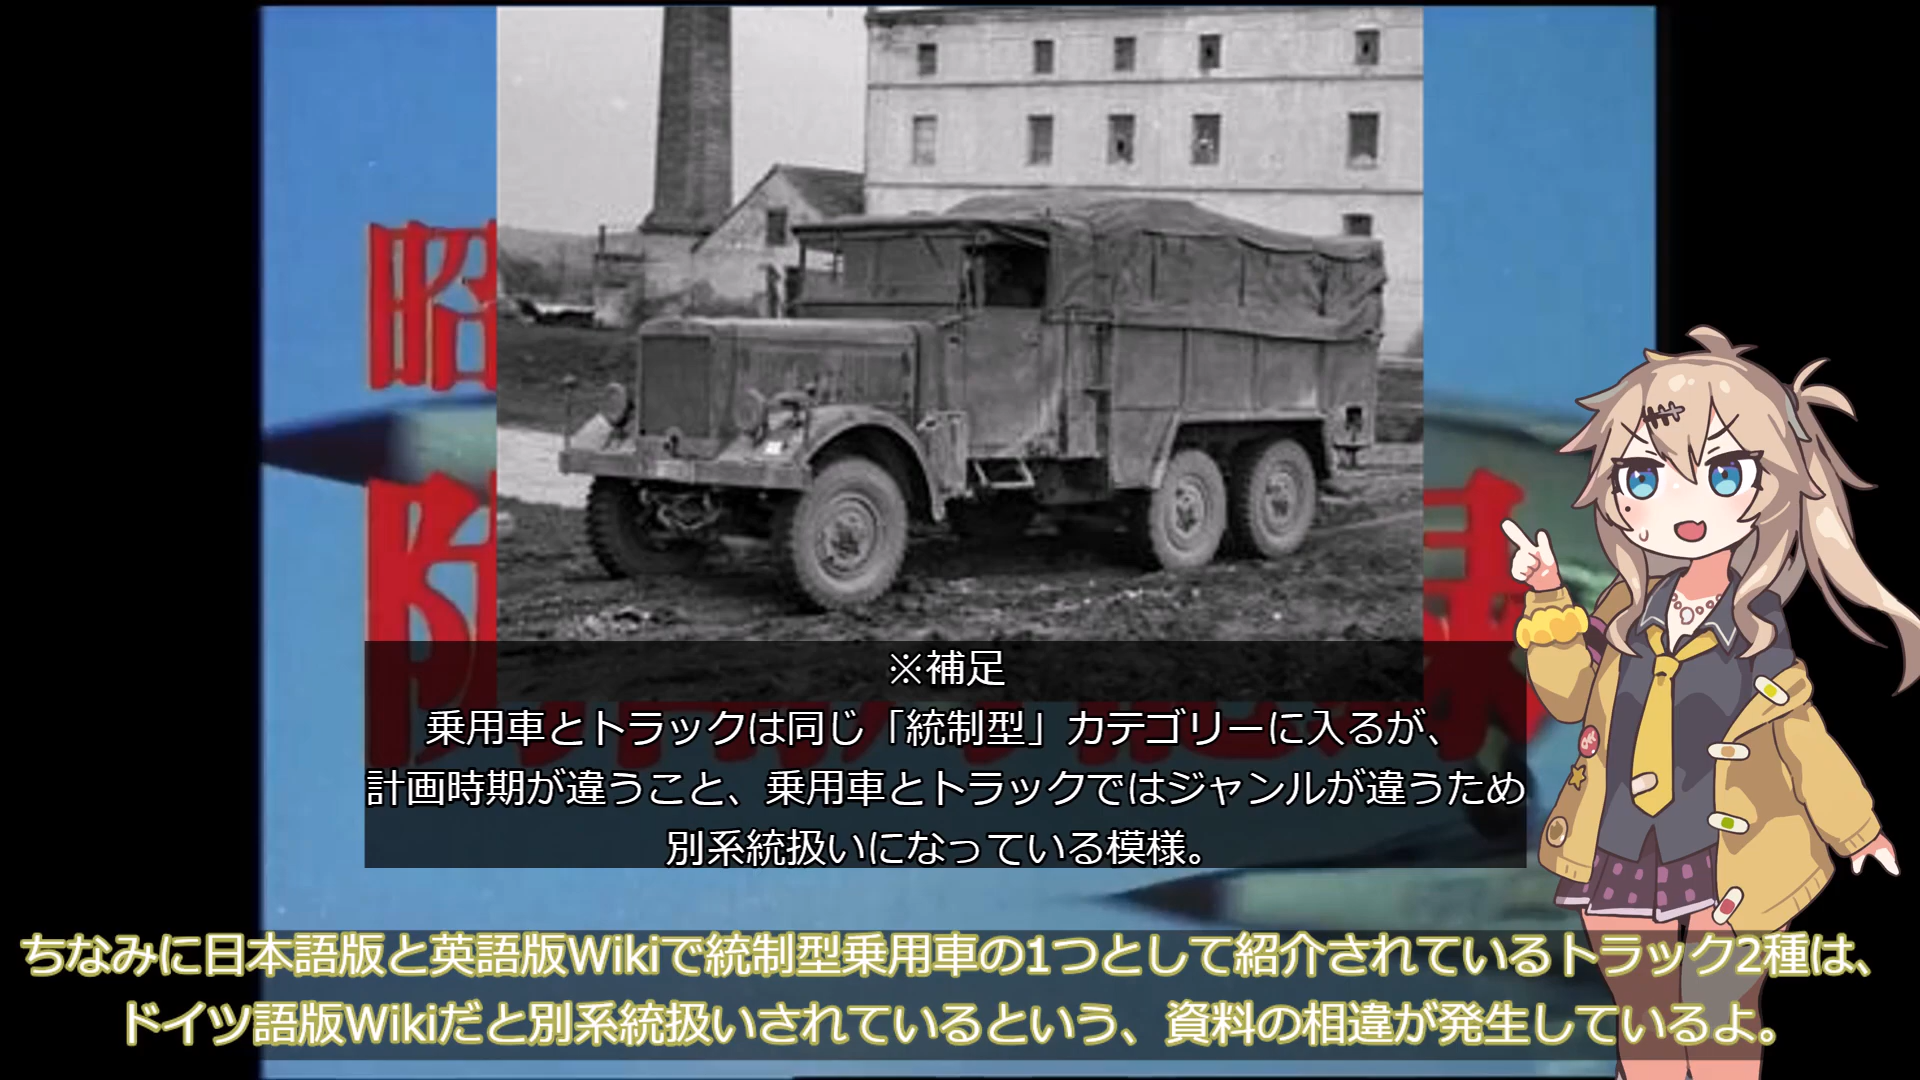 昭
※補足
乗用車とトラックは同じ「統制型」カテゴリーに入るが、
計画時期が違うこと、乗用車とトラックではジャンルが違うため
別系統扱いになっている模様。
ちなみに日本語版と英語版Wikiで統制型乗用車の1つとして紹介されているトラック2種は、
ドイツ語版Wikiだと別系統扱いされているという、資料の相違が発生しているよ。